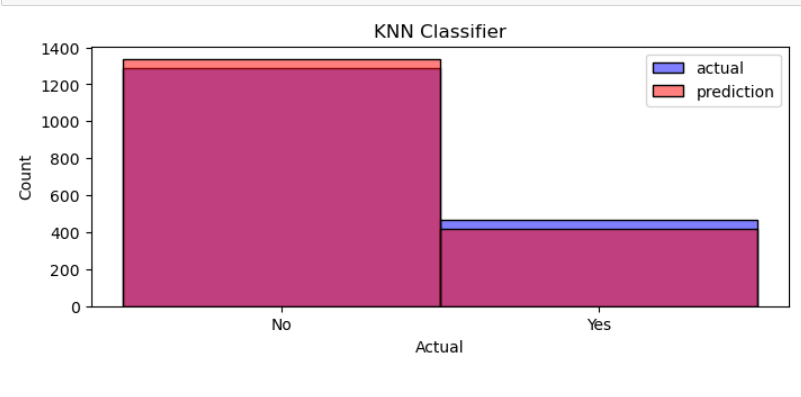 KNN Classifier
1400
1200
1000
800
600
400
200
0
Count
actual
prediction
No Yes
Actual